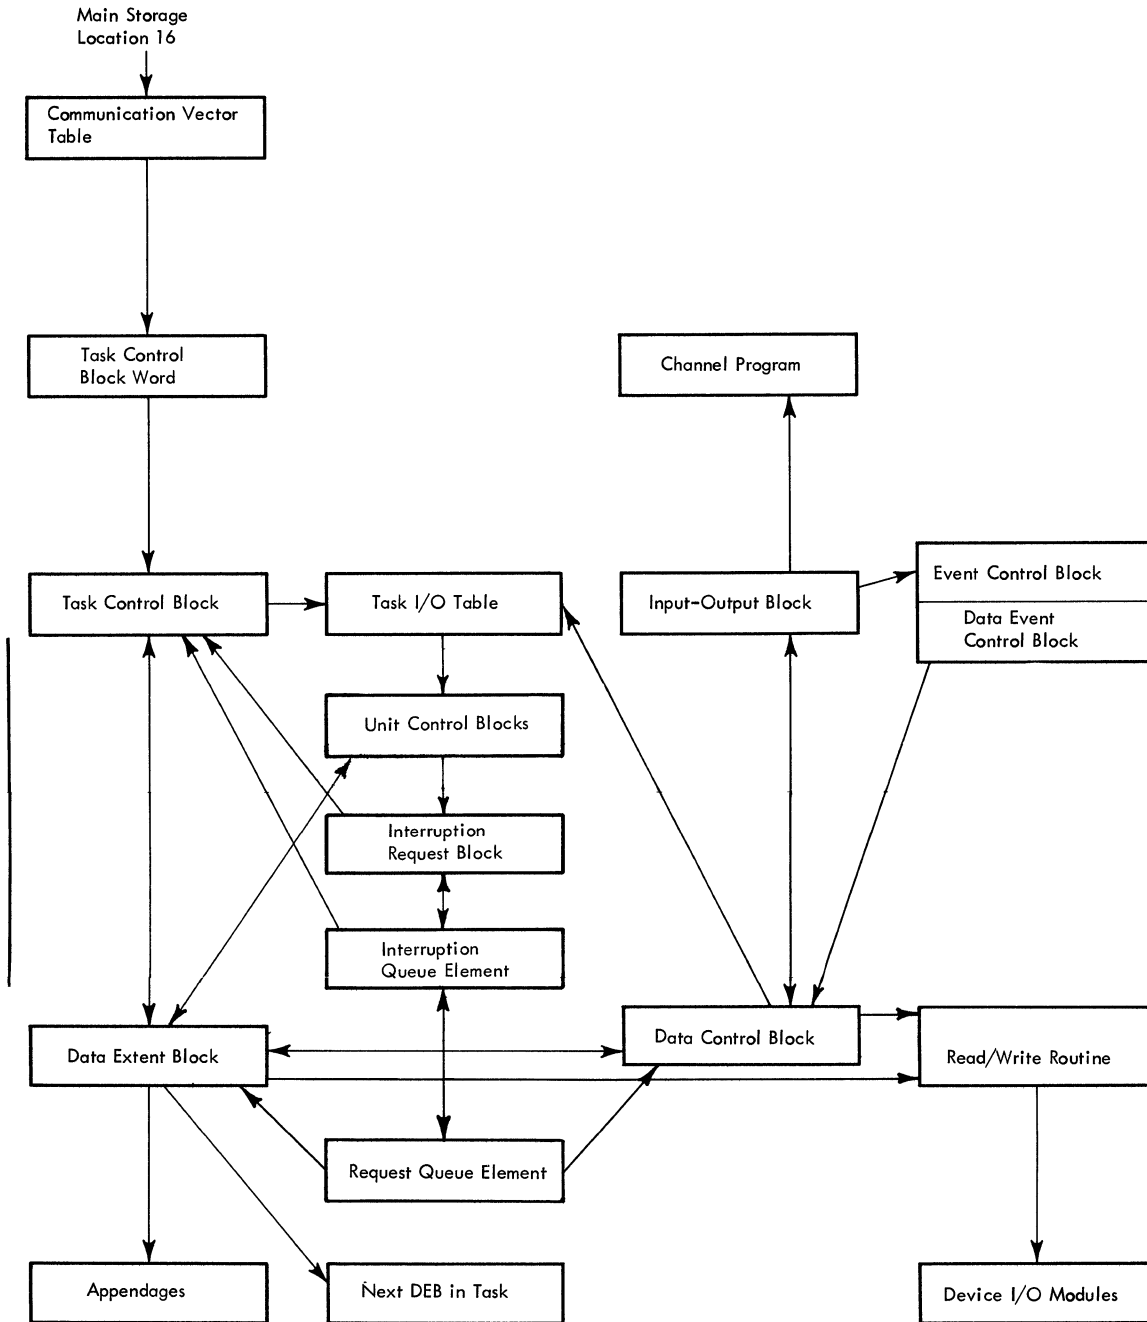 Main Storage
Location 16
Communication Vector
Table
Task Control
Block Word
Channel Program
Task Control Block
Task I/O Table
Input-Output Block
Event Control Block
Data Event
Control Block
Unit Control Blocks
Interruption
Request Block
Interruption
Queue Element
Data Extent Block
Data Control Block
Read/Write Routine
Request Queue Element
Appendages
Next DEB in Task
Device I/O Modules